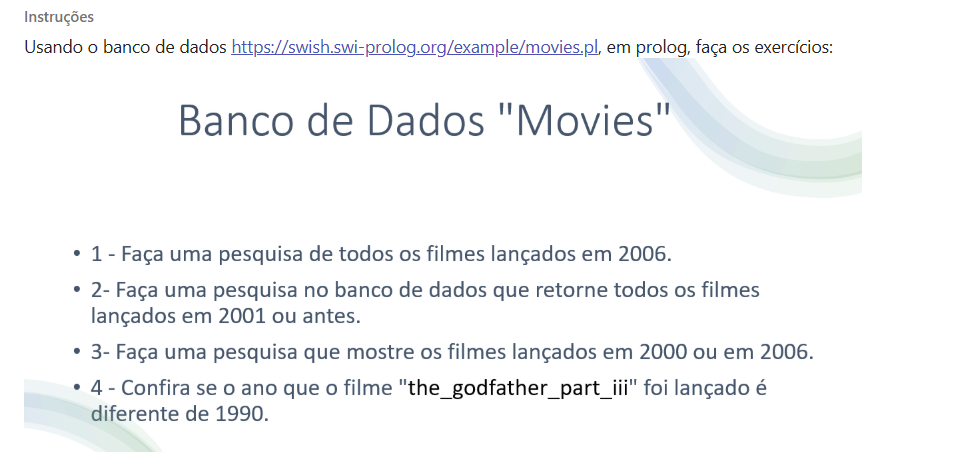 Instruções
Usando o banco de dados https://swish.swi-prolog.org/example/movies.pl, em prolog, faça os exercícios:
Banco de Dados "Movies"
• 1 - Faça uma pesquisa de todos os filmes lançados em 2006.
• 2- Faça uma pesquisa no banco de dados que retorne todos os filmes
lançados em 2001 ou antes.
• 3- Faça uma pesquisa que mostre os filmes lançados em 2000 ou em 2006.
• 4 - Confira se o ano que o filme "the_godfather_part_iii" foi lançado é
diferente de 1990.